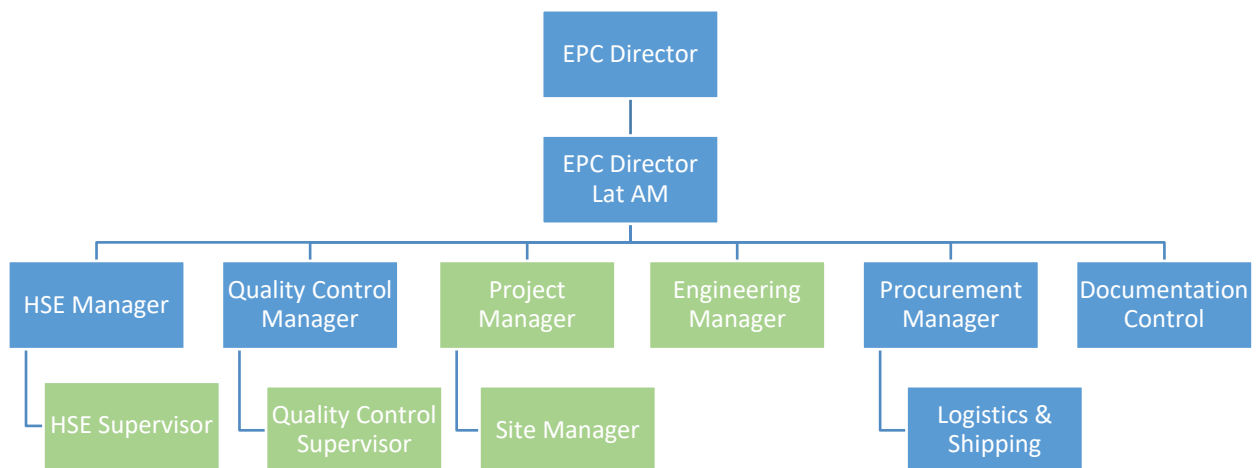 EPC Director
EPC Director
Lat AM
HSE Manager
Quality Control
Manager
Project
Manager
Engineering
Manager
Procurement
Manager
Documentation
Control
HSE Supervisor
Quality Control
Supervisor
Site Manager
Logistics &
Shipping